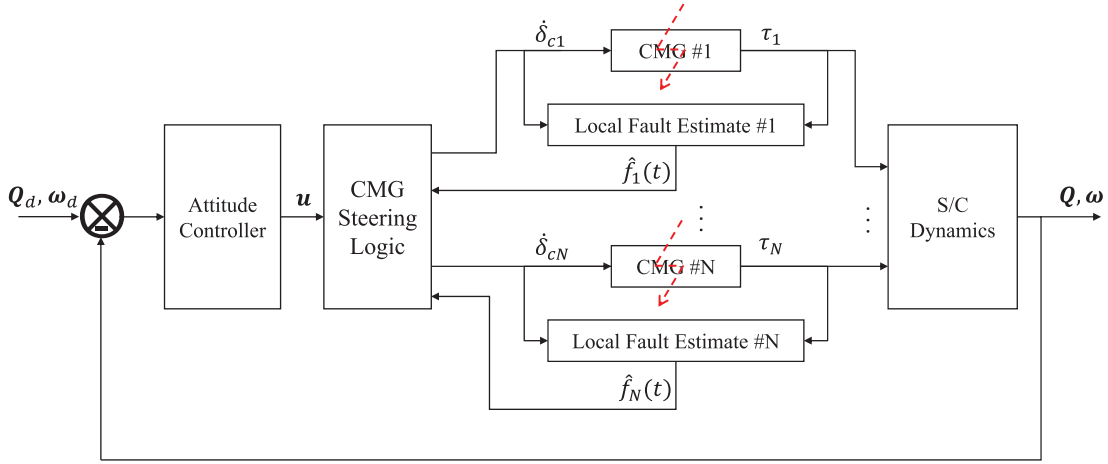 δ̇_c1
CMG #1
τ_1
Local Fault Estimate #1
f̂_1(t)
Q_d, ω_d
Attitude
Controller
u
CMG
Steering
Logic
S/C
Dynamics
Q, ω
⋮
⋮
δ̇_cN
CMG #N
τ_N
Local Fault Estimate #N
f̂_N(t)